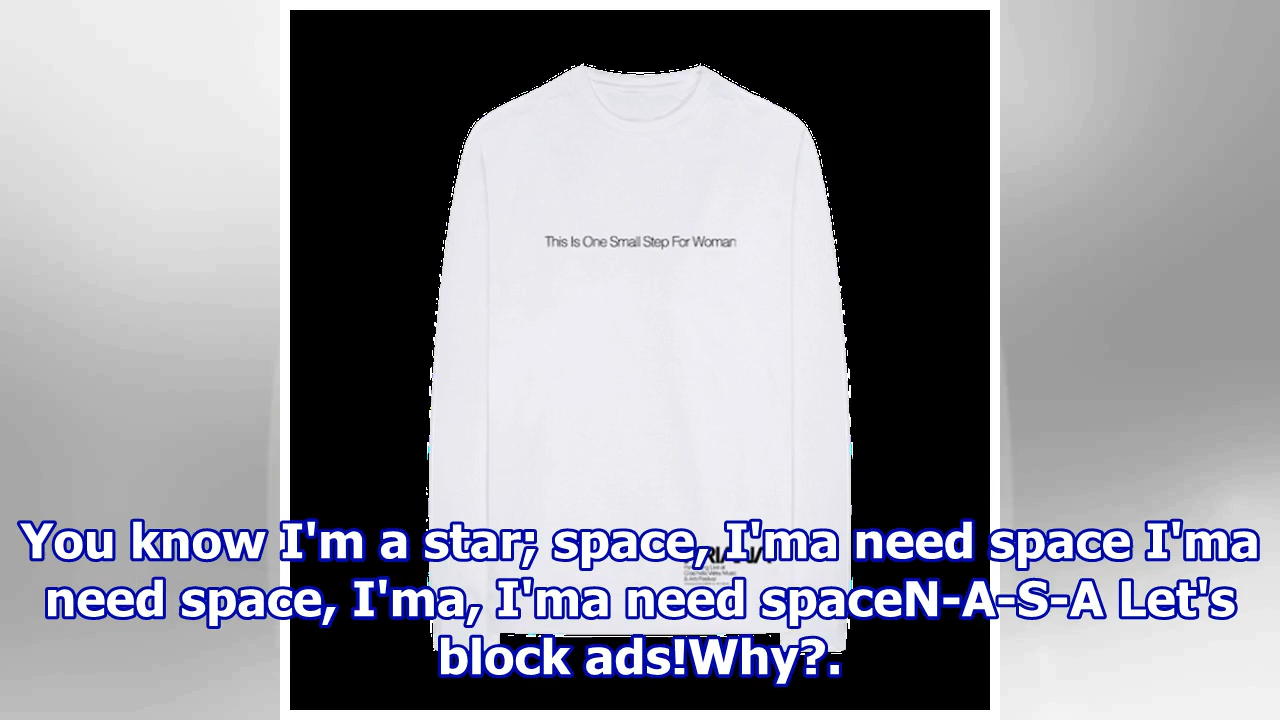 This Is One Small Step For Woman
You know I'm a star; space, I'ma need space I'ma
need space, I'ma, I'ma need spaceN-A-S-A Let's
block ads!Why?.